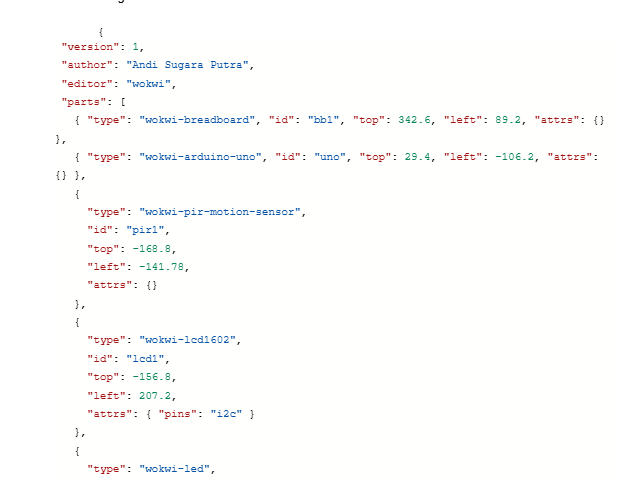 {
"version": 1,
"author": "Andi Sugara Putra",
"editor": "wokwi",
"parts": [
{ "type": "wokwi-breadboard", "id": "bb1", "top": 342.6, "left": 89.2, "attrs": {}
},
{ "type": "wokwi-arduino-uno", "id": "uno", "top": 29.4, "left": -106.2, "attrs":
{} },
{
"type": "wokwi-pir-motion-sensor",
"id": "pir1",
"top": -168.8,
"left": -141.78,
"attrs": {}
},
{
"type": "wokwi-lcd1602",
"id": "lcd1",
"top": -156.8,
"left": 207.2,
"attrs": { "pins": "i2c" }
},
{
"type": "wokwi-led",